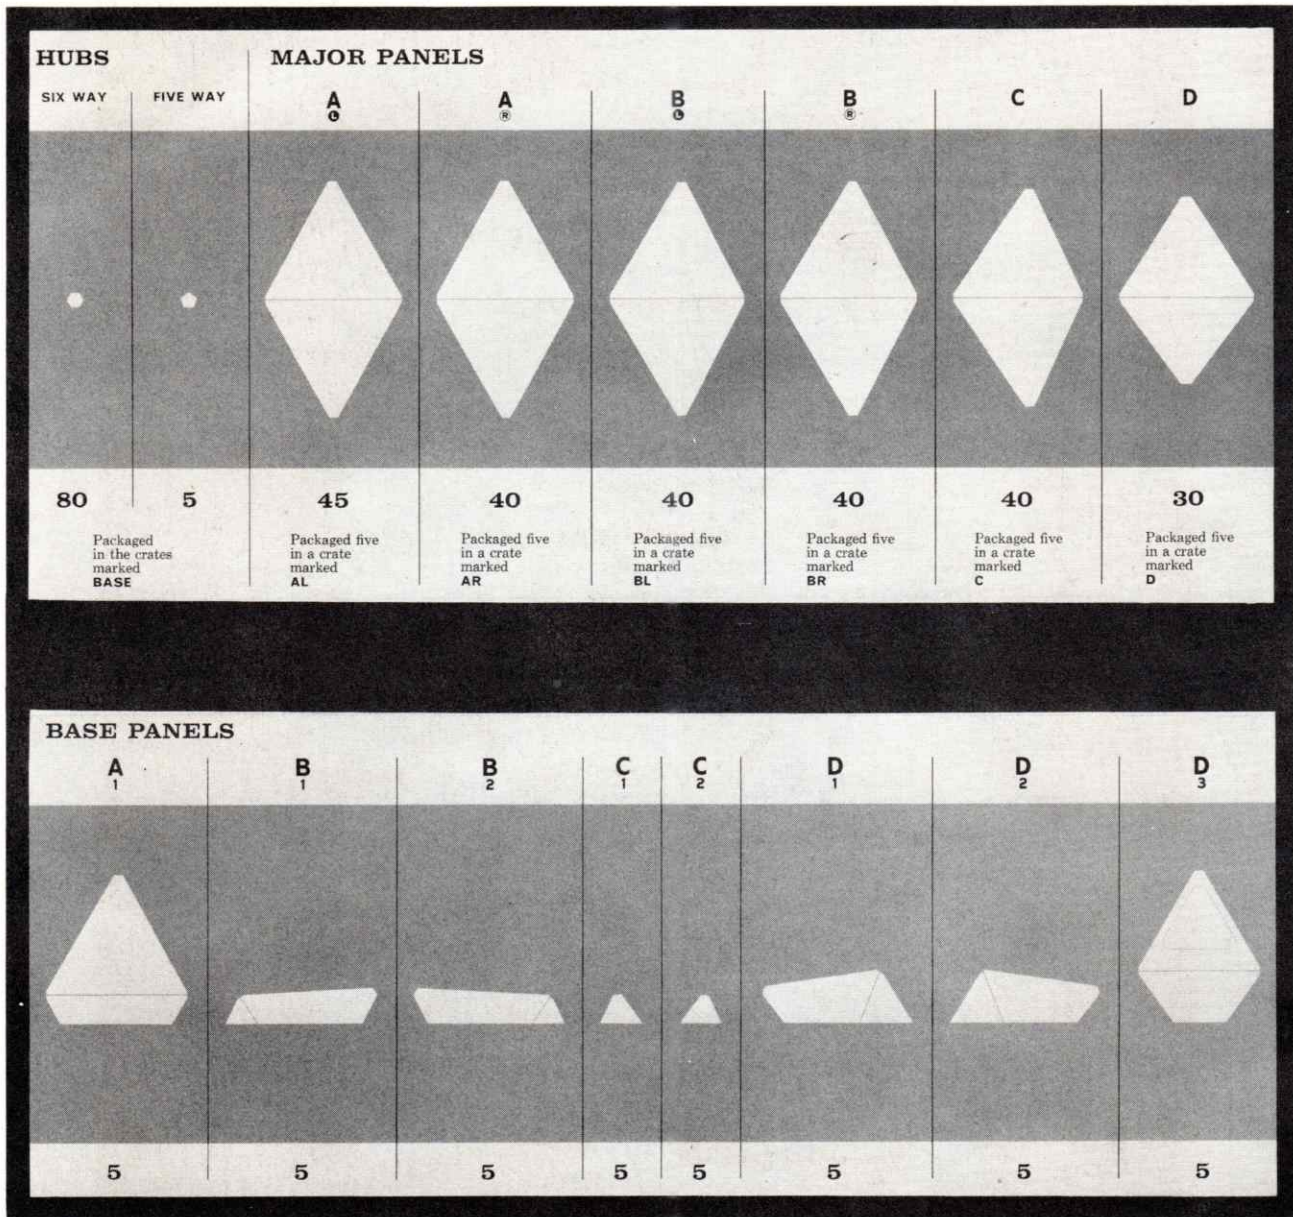 HUBS
MAJOR PANELS
SIX WAY
FIVE WAY
A
L
A
R
B
L
B
R
C
D
80
5
45
40
40
40
40
30
Packaged
in the crates
marked
BASE
Packaged five
in a crate
marked
AL
Packaged five
in a crate
marked
AR
Packaged five
in a crate
marked
BL
Packaged five
in a crate
marked
BR
Packaged five
in a crate
marked
C
Packaged five
in a crate
marked
D
BASE PANELS
A
1
B
1
B
2
C
1
C
2
D
1
D
2
D
3
5
5
5
5
5
5
5
5